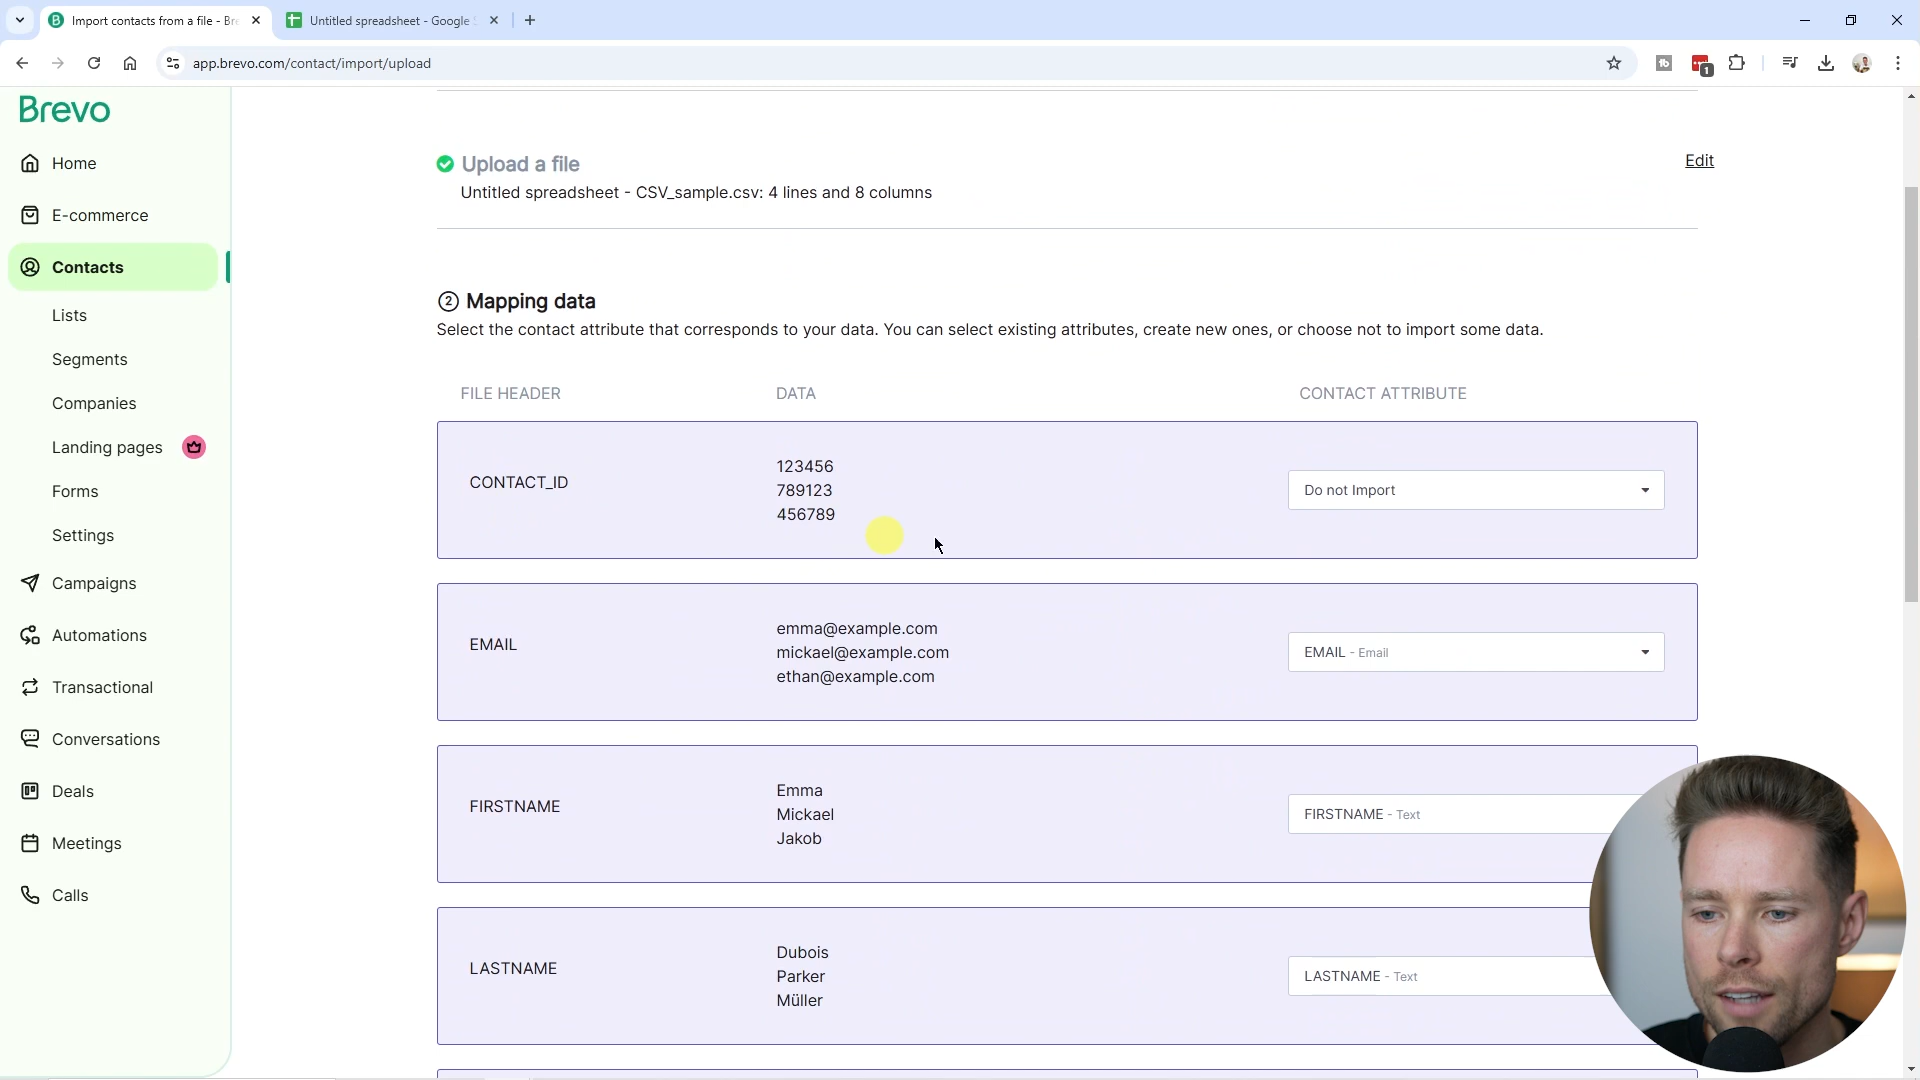 Import contacts from a file - Bre
Untitled spreadsheet - Google S
app.brevo.com/contact/import/upload
1
Brevo
Home
E-commerce
Contacts
Lists
Segments
Companies
Landing pages
Forms
Settings
Campaigns
Automations
Transactional
Conversations
Deals
Meetings
Calls
Upload a file
Edit
Untitled spreadsheet - CSV_sample.csv: 4 lines and 8 columns
2 Mapping data
Select the contact attribute that corresponds to your data. You can select existing attributes, create new ones, or choose not to import some data.
FILE HEADER DATA CONTACT ATTRIBUTE
CONTACT_ID
123456
789123
456789
Do not Import
EMAIL
emma@example.com
mickael@example.com
ethan@example.com
EMAIL - Email
FIRSTNAME
Emma
Mickael
Jakob
FIRSTNAME - Text
LASTNAME
Dubois
Parker
Müller
LASTNAME - Text